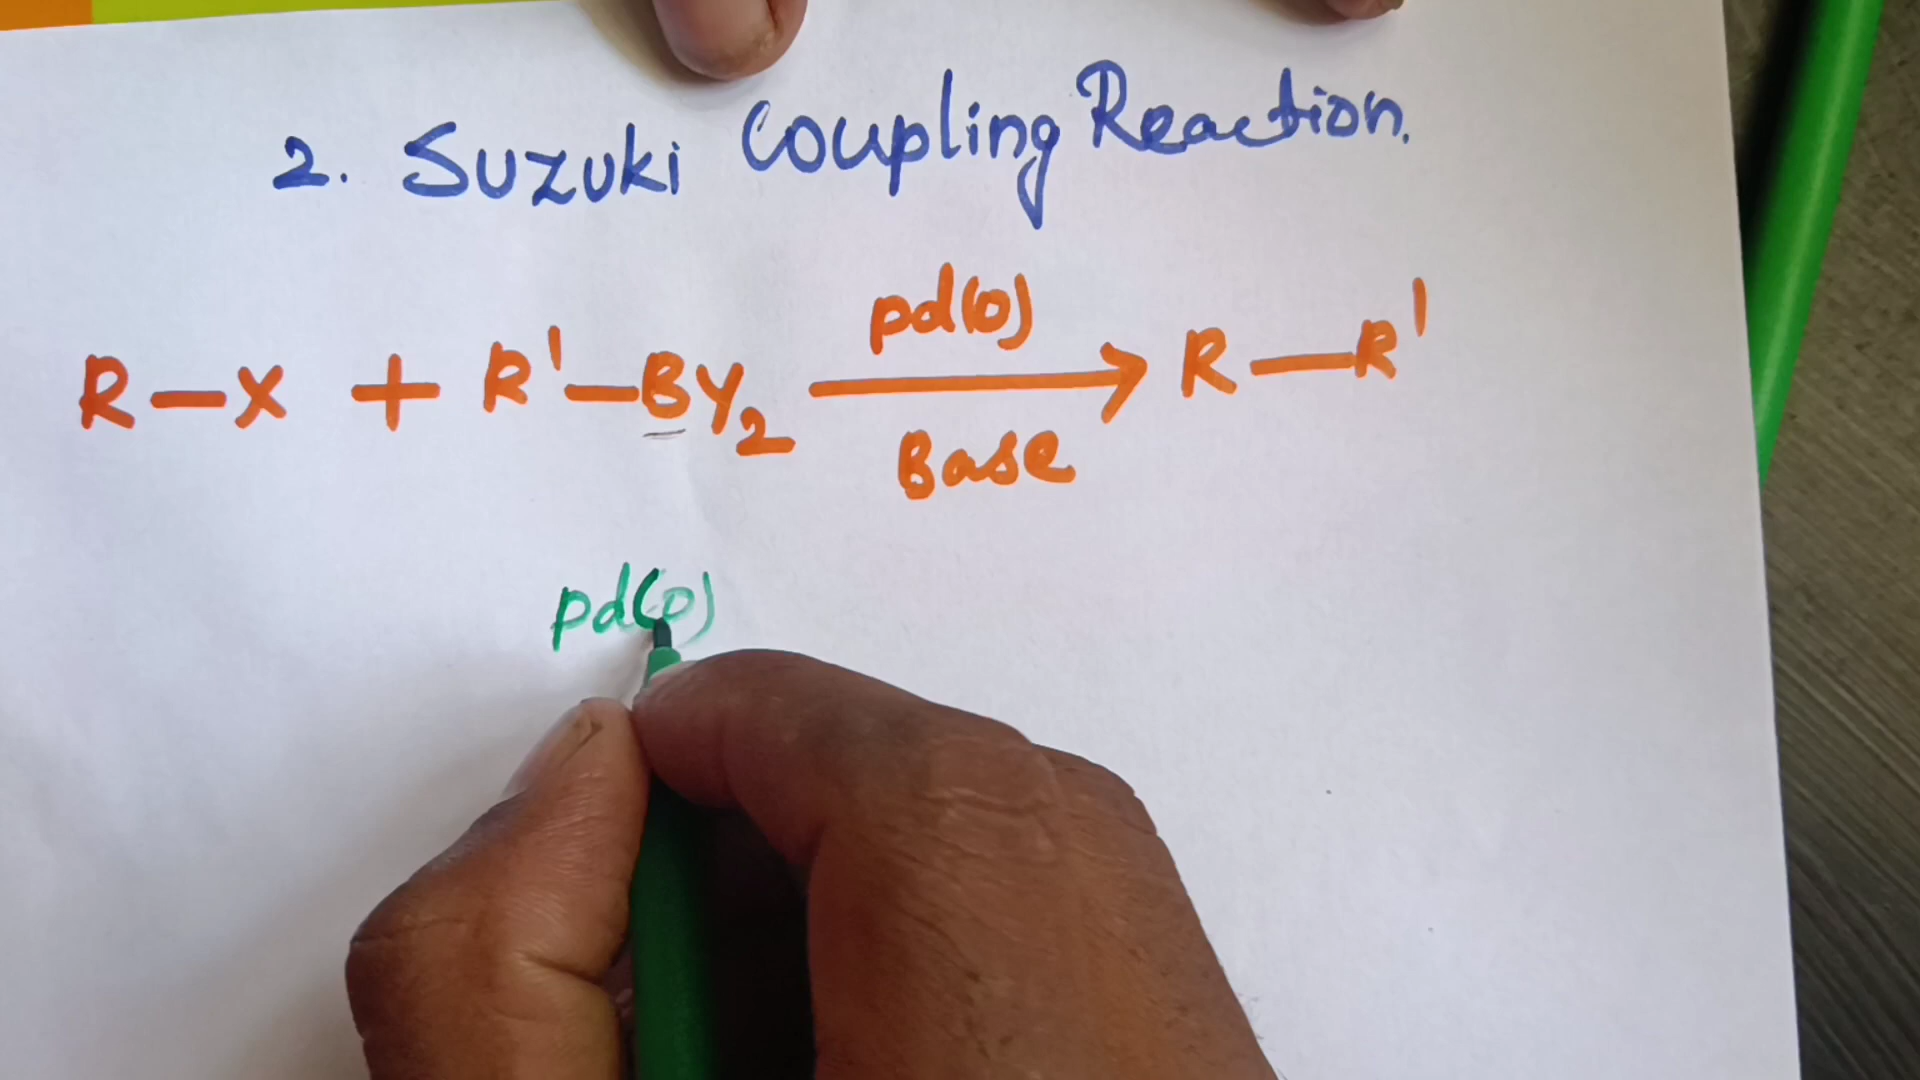 2. Suzuki Coupling Reaction.
R—X + R'—BY2 pd(0) Base → R—R'
pd(0)